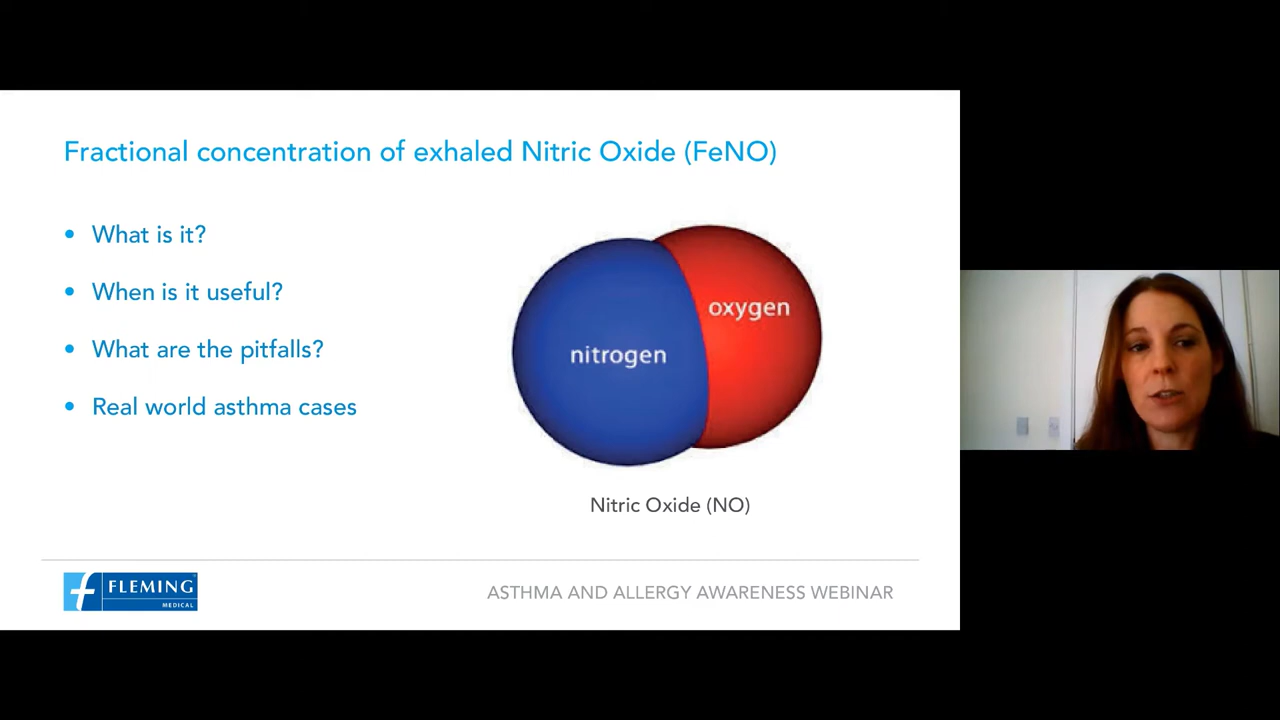 Fractional concentration of exhaled Nitric Oxide (FeNO)
• What is it?
• When is it useful?
• What are the pitfalls?
• Real world asthma cases
oxygen
nitrogen
Nitric Oxide (NO)
FLEMING
MEDICAL
ASTHMA AND ALLERGY AWARENESS WEBINAR